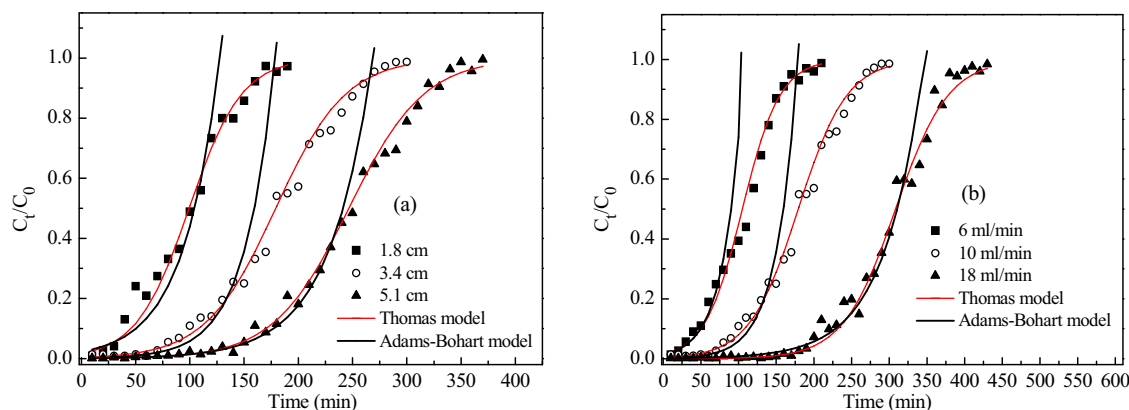 1.0
0.8
0.6
0.4
0.2
0.0
0 50 100 150 200 250 300 350 400
Time (min)
Ct/C0
(a)
1.8 cm
3.4 cm
5.1 cm
Thomas model
Adams-Bohart model
1.0
0.8
0.6
0.4
0.2
0.0
0 50 100 150 200 250 300 350 400 450 500 550 600
Time (min)
Ct/C0
(b)
6 ml/min
10 ml/min
18 ml/min
Thomas model
Adams-Bohart model